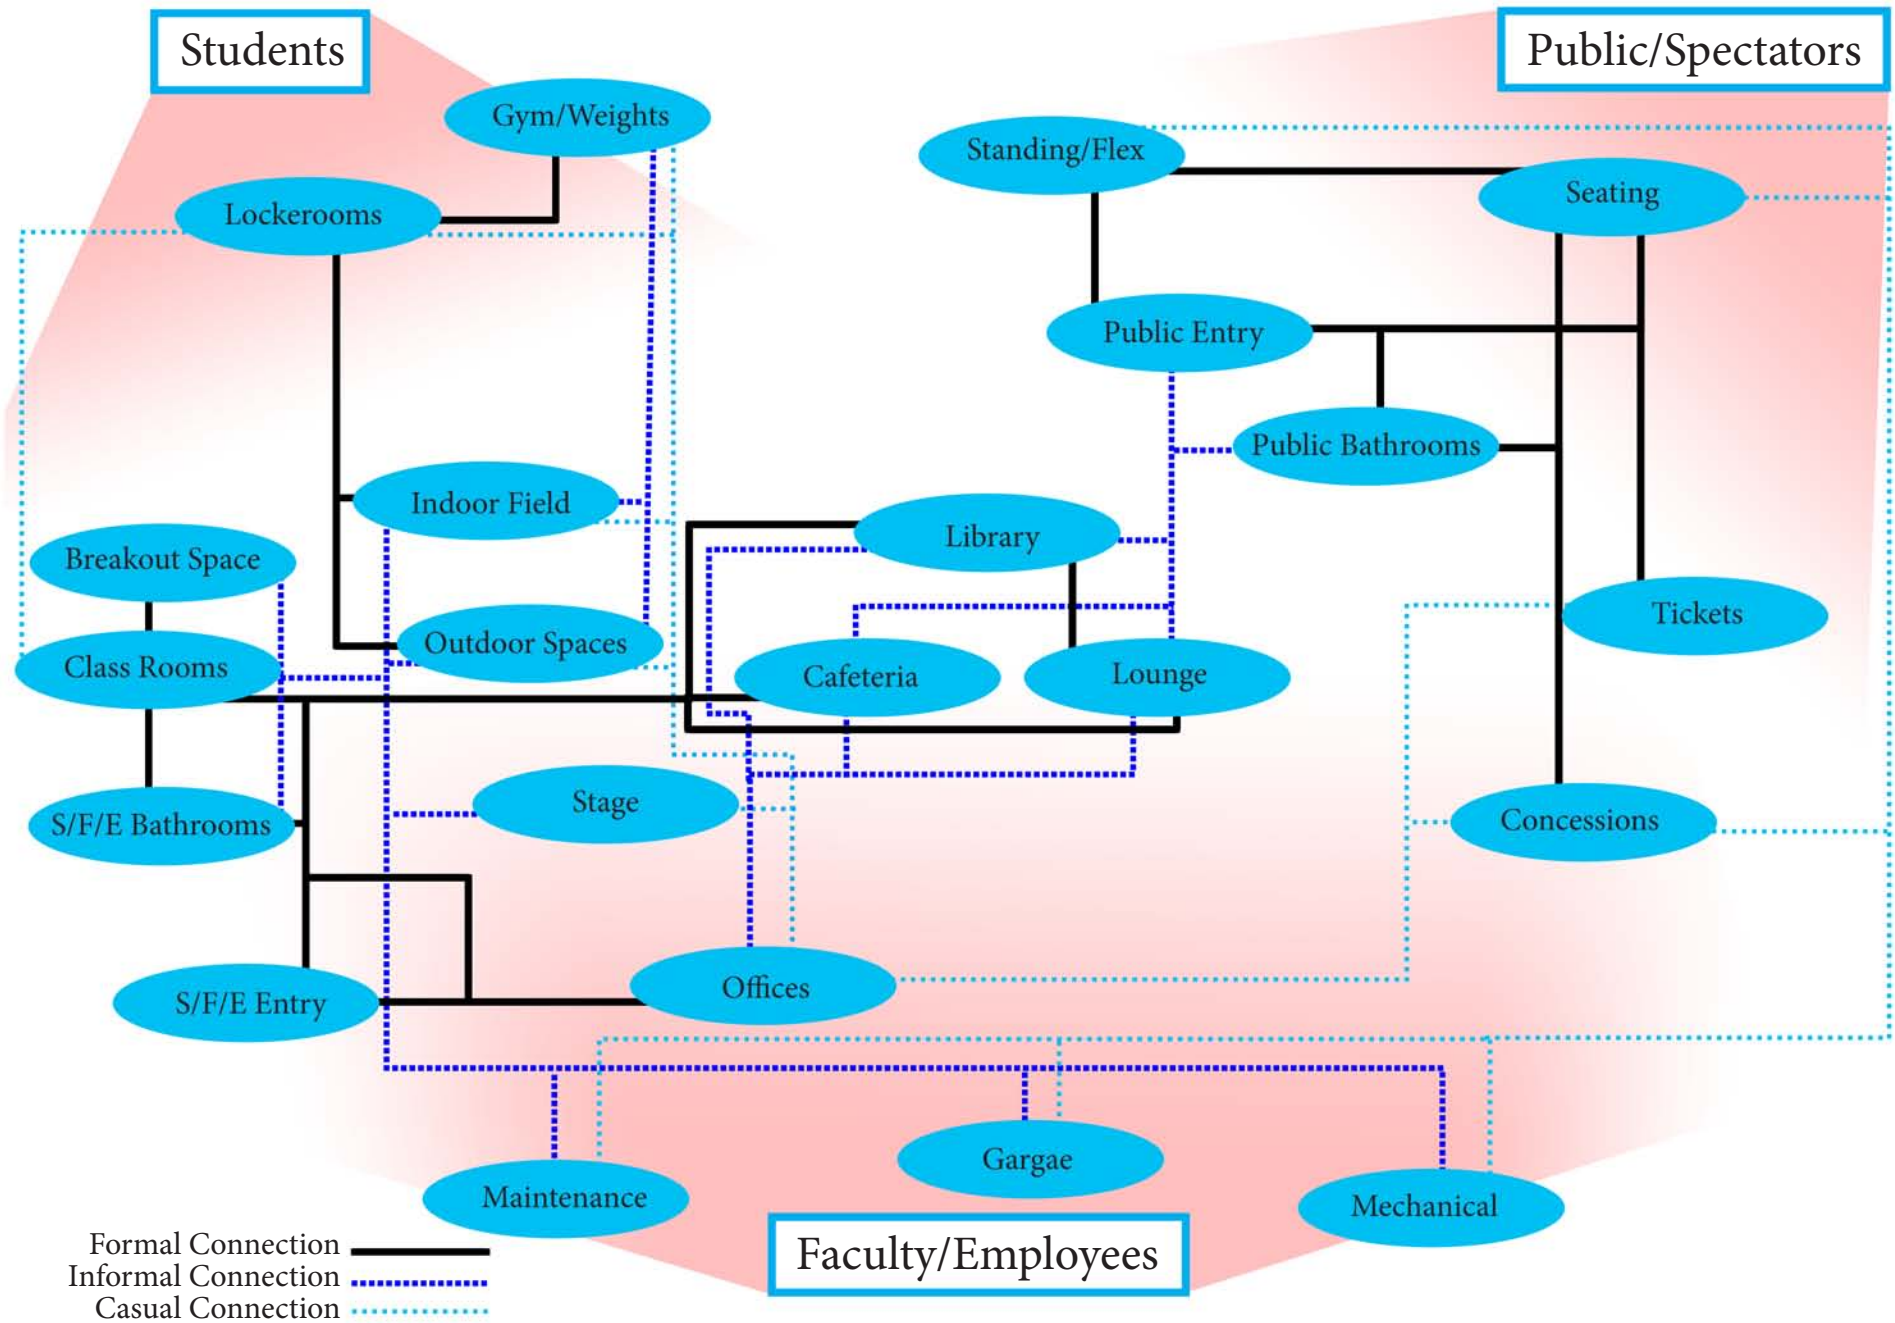 Students
Public/Spectators
Gym/Weights
Standing/Flex
Seating
Lockerooms
Public Entry
Public Bathrooms
Indoor Field
Library
Breakout Space
Tickets
Outdoor Spaces
Class Rooms
Cafeteria
Lounge
Stage
S/F/E Bathrooms
Concessions
Offices
S/F/E Entry
Gargae
Maintenance
Mechanical
Faculty/Employees
Formal Connection
Informal Connection
Casual Connection